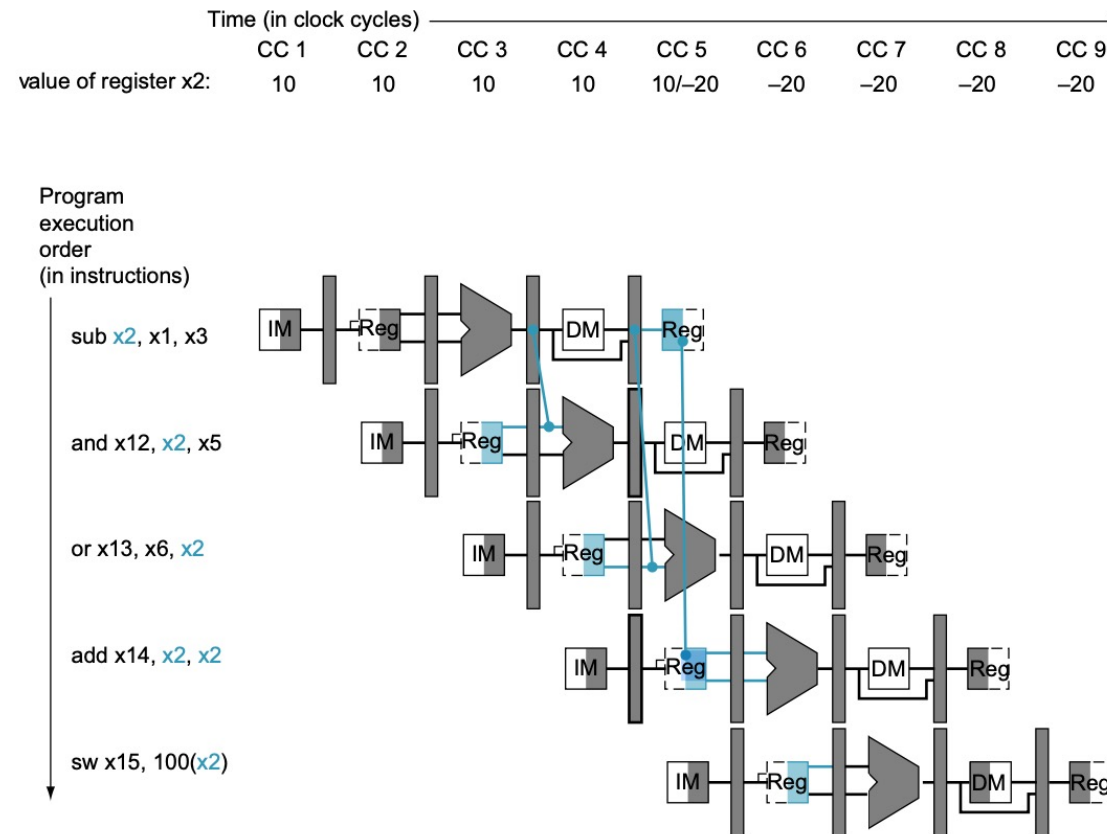 Time (in clock cycles)
CC 1 CC 2 CC 3 CC 4 CC 5 CC 6 CC 7 CC 8 CC 9
value of register x2: 10 10 10 10 10/–20 –20 –20 –20 –20
Program
execution
order
(in instructions)
sub x2, x1, x3
IM Reg DM Reg
and x12, x2, x5
IM Reg DM Reg
or x13, x6, x2
IM Reg DM Reg
add x14, x2, x2
IM Reg DM Reg
sw x15, 100(x2)
IM Reg DM Reg